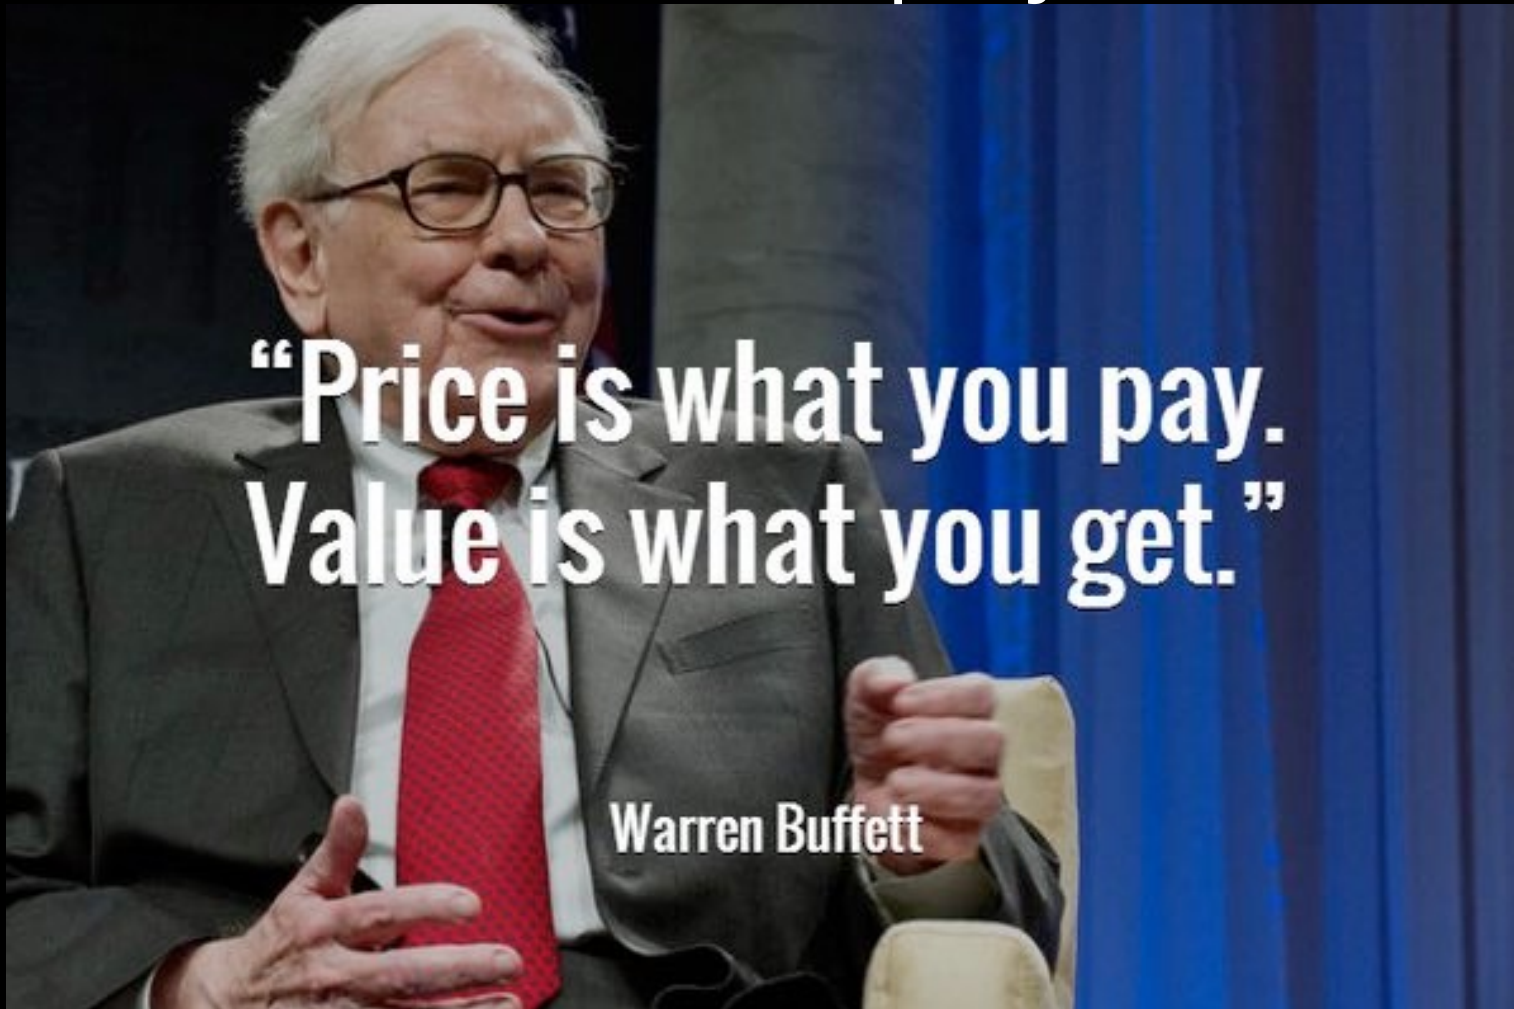 “Price is what you pay.
Value is what you get.”
Warren Buffett